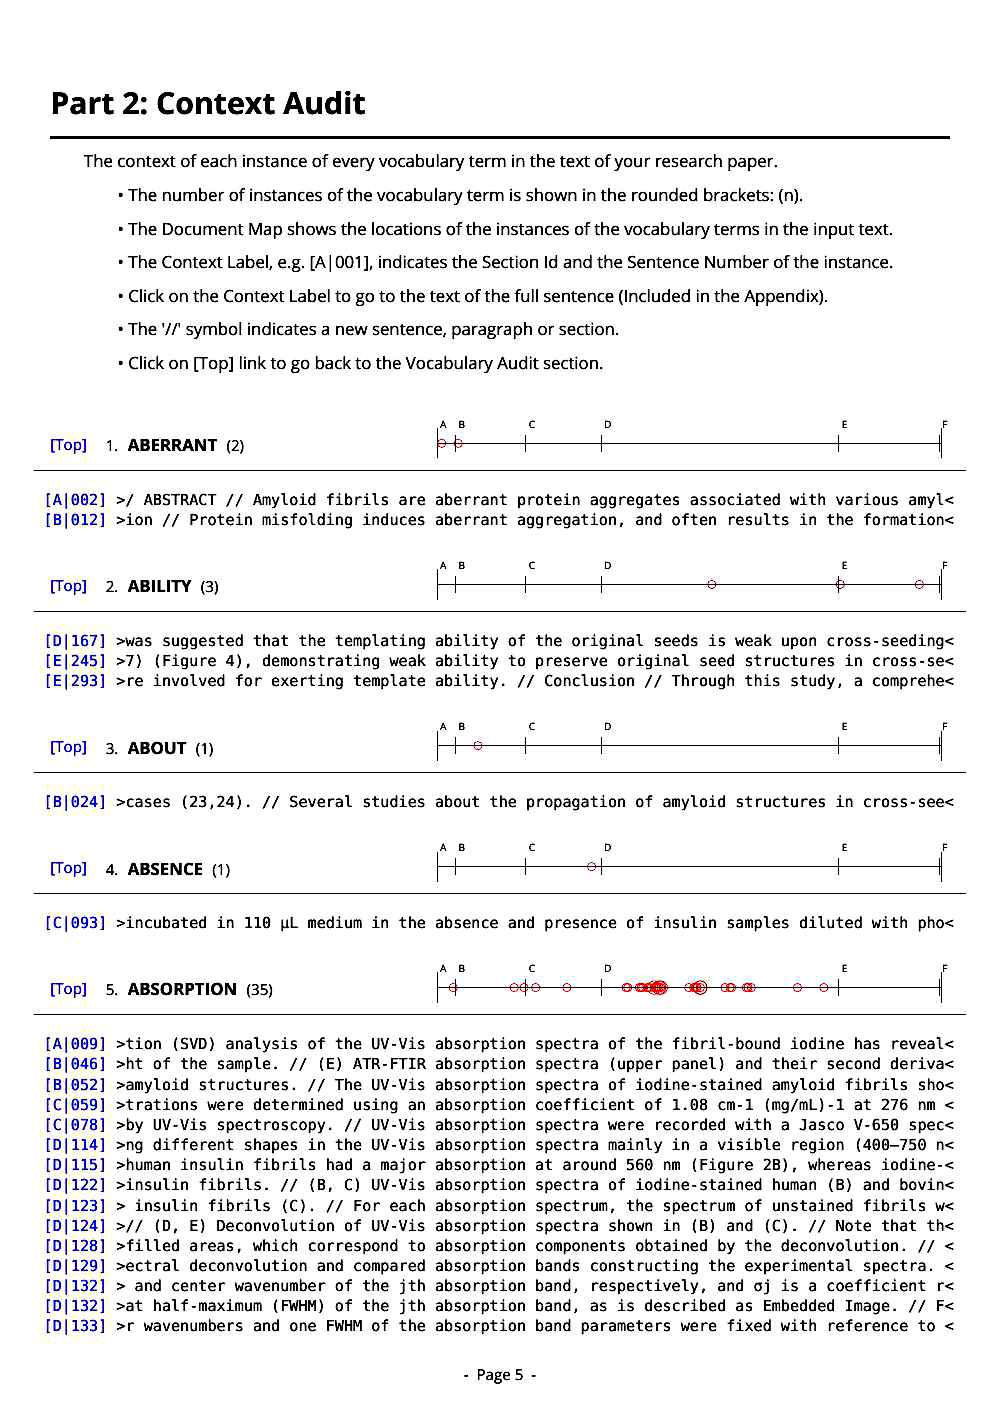 Part 2: Context Audit
The context of each instance of every vocabulary term in the text of your research paper.
• The number of instances of the vocabulary term is shown in the rounded brackets: (n).
• The Document Map shows the locations of the instances of the vocabulary terms in the input text.
• The Context Label, e.g. [A|001], indicates the Section Id and the Sentence Number of the instance.
• Click on the Context Label to go to the text of the full sentence (Included in the Appendix).
• The '//' symbol indicates a new sentence, paragraph or section.
• Click on [Top] link to go back to the Vocabulary Audit section.
A B C D E F
[Top] 1. ABERRANT (2)
[A|002] >/ ABSTRACT // Amyloid fibrils are aberrant protein aggregates associated with various amyl<
[B|012] >ion // Protein misfolding induces aberrant aggregation, and often results in the formation<
A B C D E F
[Top] 2. ABILITY (3)
[D|167] >was suggested that the templating ability of the original seeds is weak upon cross-seeding<
[E|245] >7) (Figure 4), demonstrating weak ability to preserve original seed structures in cross-se<
[E|293] >re involved for exerting template ability. // Conclusion // Through this study, a comprehe<
A B C D E F
[Top] 3. ABOUT (1)
[B|024] >cases (23,24). // Several studies about the propagation of amyloid structures in cross-see<
A B C D E F
[Top] 4. ABSENCE (1)
[C|093] >incubated in 110 µL medium in the absence and presence of insulin samples diluted with pho<
A B C D E F
[Top] 5. ABSORPTION (35)
[A|009] >tion (SVD) analysis of the UV-Vis absorption spectra of the fibril-bound iodine has reveal<
[B|046] >ht of the sample. // (E) ATR-FTIR absorption spectra (upper panel) and their second deriva<
[B|052] >amyloid structures. // The UV-Vis absorption spectra of iodine-stained amyloid fibrils sho<
[C|059] >trations were determined using an absorption coefficient of 1.08 cm-1 (mg/mL)-1 at 276 nm <
[C|078] >by UV-Vis spectroscopy. // UV-Vis absorption spectra were recorded with a Jasco V-650 spec<
[D|114] >ng different shapes in the UV-Vis absorption spectra mainly in a visible region (400–750 n<
[D|115] >human insulin fibrils had a major absorption at around 560 nm (Figure 2B), whereas iodine-<
[D|122] >insulin fibrils. // (B, C) UV-Vis absorption spectra of iodine-stained human (B) and bovin<
[D|123] > insulin fibrils (C). // For each absorption spectrum, the spectrum of unstained fibrils w<
[D|124] >// (D, E) Deconvolution of UV-Vis absorption spectra shown in (B) and (C). // Note that th<
[D|128] >filled areas, which correspond to absorption components obtained by the deconvolution. // <
[D|129] >ectral deconvolution and compared absorption bands constructing the experimental spectra. <
[D|132] > and center wavenumber of the jth absorption band, respectively, and σj is a coefficient r<
[D|132] >at half-maximum (FWHM) of the jth absorption band, as is described as Embedded Image. // F<
[D|133] >r wavenumbers and one FWHM of the absorption band parameters were fixed with reference to <
- Page 5 -